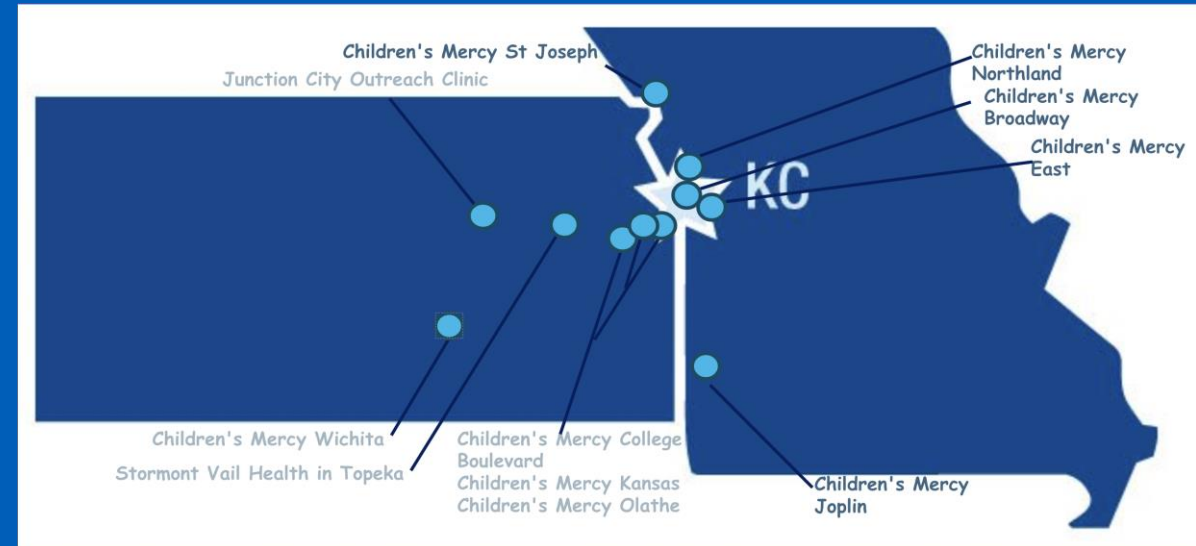 Children's Mercy St Joseph
Junction City Outreach Clinic
Children's Mercy
Northland
Children's Mercy
Broadway
Children's Mercy
East
KC
Children's Mercy Wichita
Stormont Vail Health in Topeka
Children's Mercy College
Boulevard
Children's Mercy Kansas
Children's Mercy Olathe
Children's Mercy
Joplin